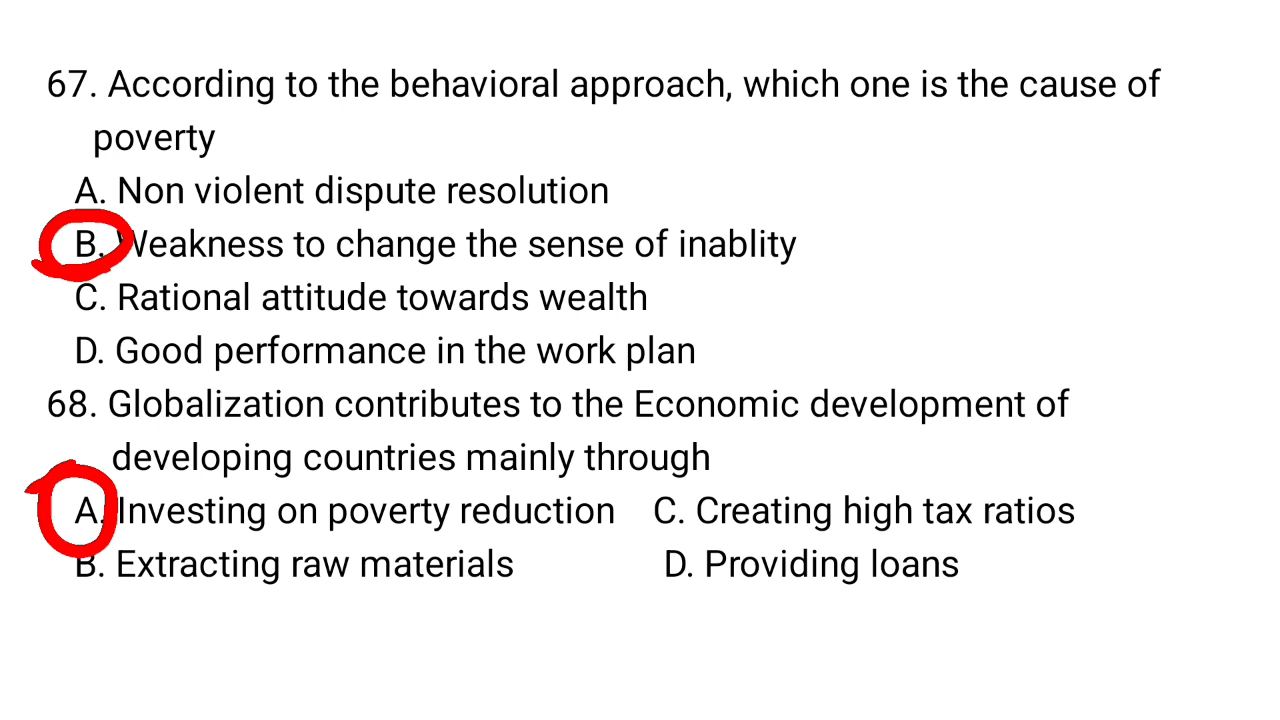 67. According to the behavioral approach, which one is the cause of
poverty
A. Non violent dispute resolution
B. Weakness to change the sense of inablity
C. Rational attitude towards wealth
D. Good performance in the work plan
68. Globalization contributes to the Economic development of
developing countries mainly through
A. Investing on poverty reduction C. Creating high tax ratios
B. Extracting raw materials D. Providing loans